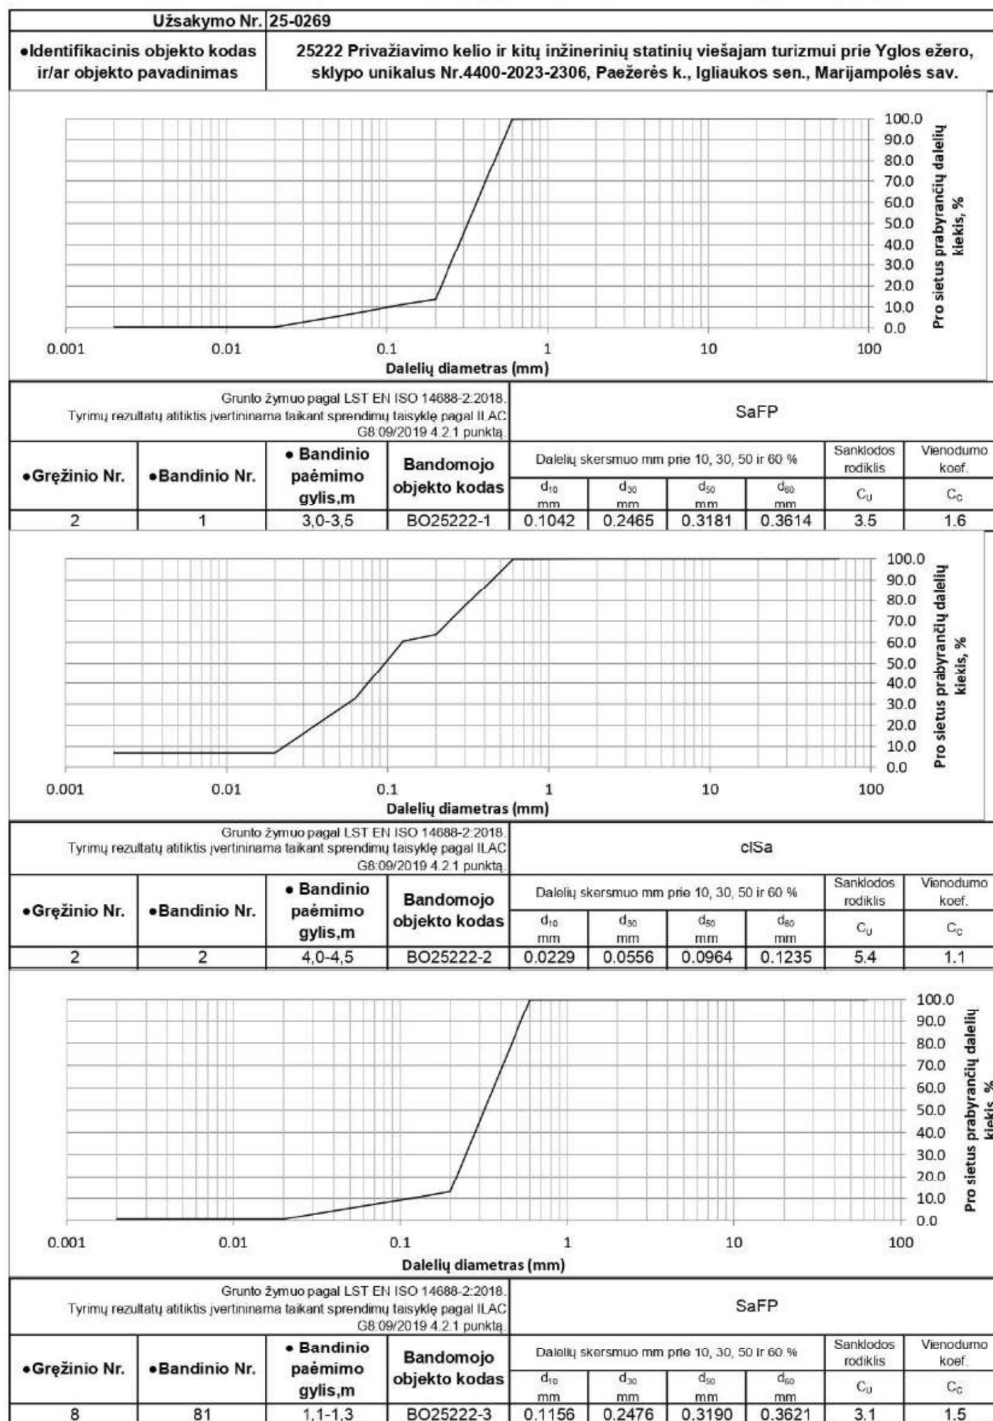 Užsakymo Nr. 25-0269
●Identifikacinis objekto kodas ir/ar objekto pavadinimas
25222 Privažiavimo kelio ir kitų inžinerinių statinių viešajam turizmui prie Yglos ežero,
sklypo unikalus Nr.4400-2023-2306, Paežerės k., Igliaukos sen., Marijampolės sav.
100.0
90.0
80.0
70.0
60.0
50.0
40.0
30.0
20.0
10.0
0.0
Pro sietus prabyrančių dalelių
kiekis, %
0.001 0.01 0.1 1 10 100
Dalelių diametras (mm)
Grunto žymuo pagal LST EN ISO 14688-2:2018.
Tyrimų rezultatų atitiktis įvertininama taikant sprendimų taisyklę pagal ILAC
G8:09/2019 4.2.1 punktą.
SaFP
●Gręžinio Nr. ●Bandinio Nr. ● Bandinio paėmimo gylis,m Bandomojo objekto kodas Dalelių skersmuo mm prie 10, 30, 50 ir 60 % Sanklodos rodiklis Vienodumo koef.
d10 mm d30 mm d50 mm d60 mm CU CC
2 1 3,0-3,5 BO25222-1 0.1042 0.2465 0.3181 0.3614 3.5 1.6
100.0
90.0
80.0
70.0
60.0
50.0
40.0
30.0
20.0
10.0
0.0
Pro sietus prabyrančių dalelių
kiekis, %
0.001 0.01 0.1 1 10 100
Dalelių diametras (mm)
Grunto žymuo pagal LST EN ISO 14688-2:2018.
Tyrimų rezultatų atitiktis įvertininama taikant sprendimų taisyklę pagal ILAC
G8:09/2019 4.2.1 punktą.
clSa
●Gręžinio Nr. ●Bandinio Nr. ● Bandinio paėmimo gylis,m Bandomojo objekto kodas Dalelių skersmuo mm prie 10, 30, 50 ir 60 % Sanklodos rodiklis Vienodumo koef.
d10 mm d30 mm d50 mm d60 mm CU CC
2 2 4,0-4,5 BO25222-2 0.0229 0.0556 0.0964 0.1235 5.4 1.1
100.0
90.0
80.0
70.0
60.0
50.0
40.0
30.0
20.0
10.0
0.0
Pro sietus prabyrančių dalelių
kiekis, %
0.001 0.01 0.1 1 10 100
Dalelių diametras (mm)
Grunto žymuo pagal LST EN ISO 14688-2:2018.
Tyrimų rezultatų atitiktis įvertininama taikant sprendimų taisyklę pagal ILAC
G8:09/2019 4.2.1 punktą.
SaFP
●Gręžinio Nr. ●Bandinio Nr. ● Bandinio paėmimo gylis,m Bandomojo objekto kodas Dalelių skersmuo mm prie 10, 30, 50 ir 60 % Sanklodos rodiklis Vienodumo koef.
d10 mm d30 mm d50 mm d60 mm CU CC
8 81 1,1-1,3 BO25222-3 0.1156 0.2476 0.3190 0.3621 3.1 1.5